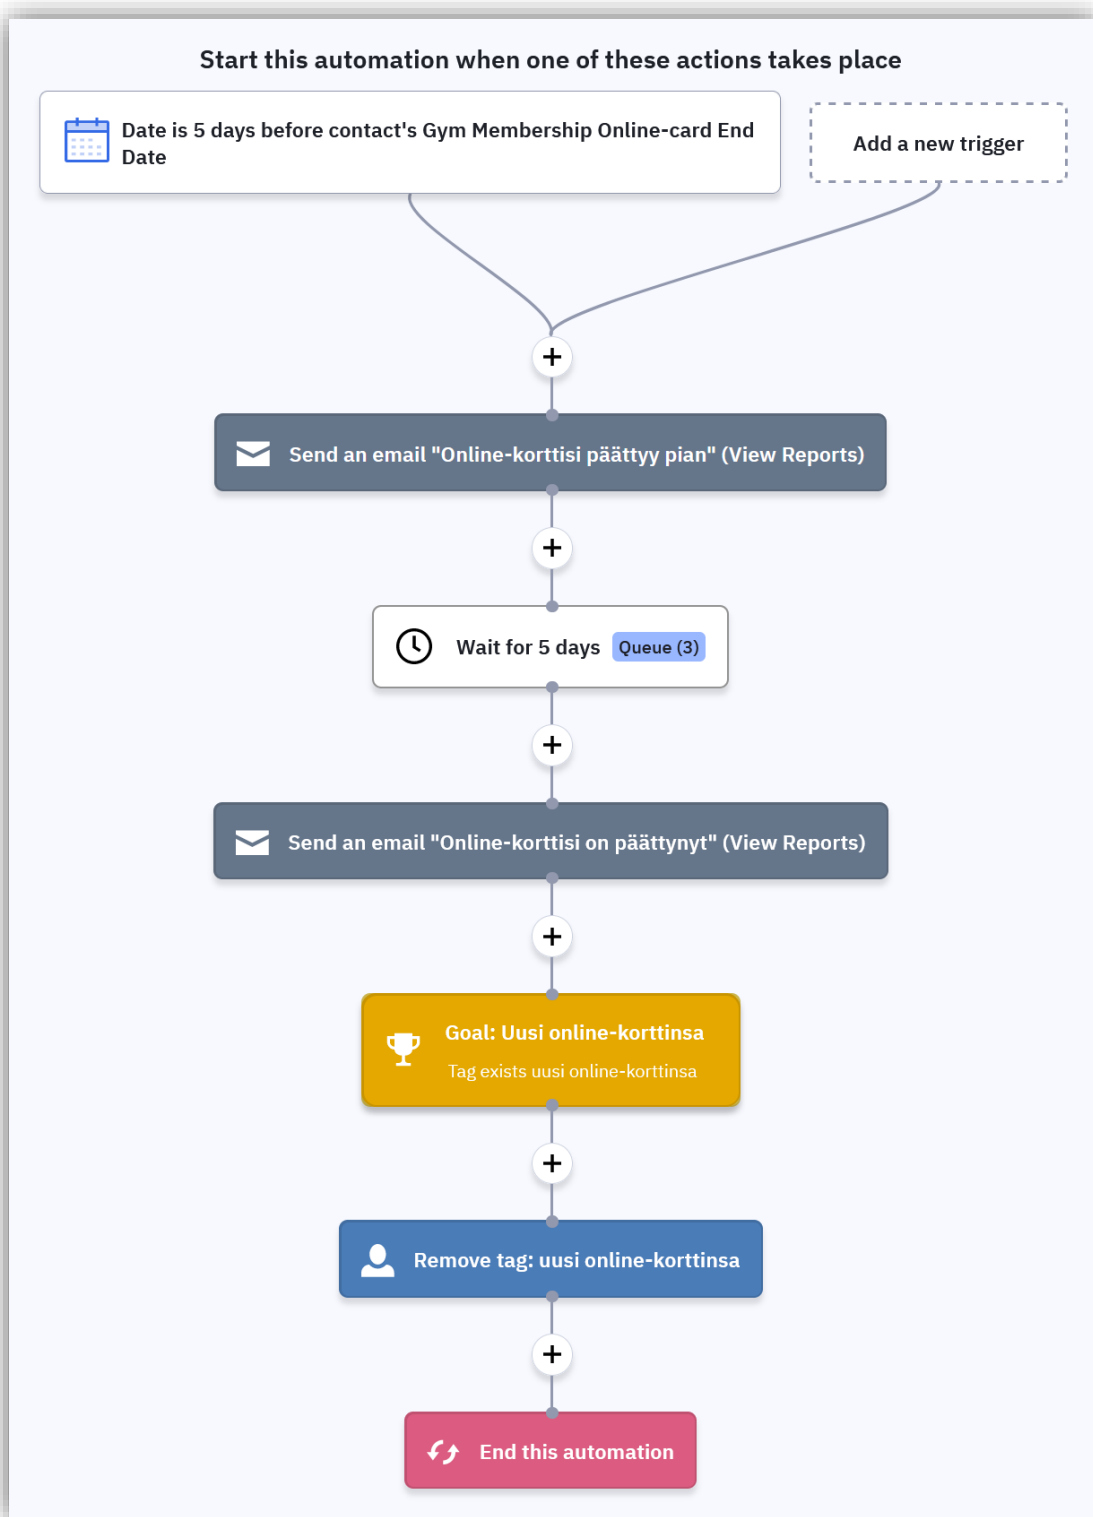 Start this automation when one of these actions takes place
Date is 5 days before contact's Gym Membership Online-card End
Date
Add a new trigger
Send an email "Online-korttisi päättyy pian" (View Reports)
Wait for 5 days Queue (3)
Send an email "Online-korttisi on päättynyt" (View Reports)
Goal: Uusi online-korttinsa
Tag exists uusi online-korttinsa
Remove tag: uusi online-korttinsa
End this automation